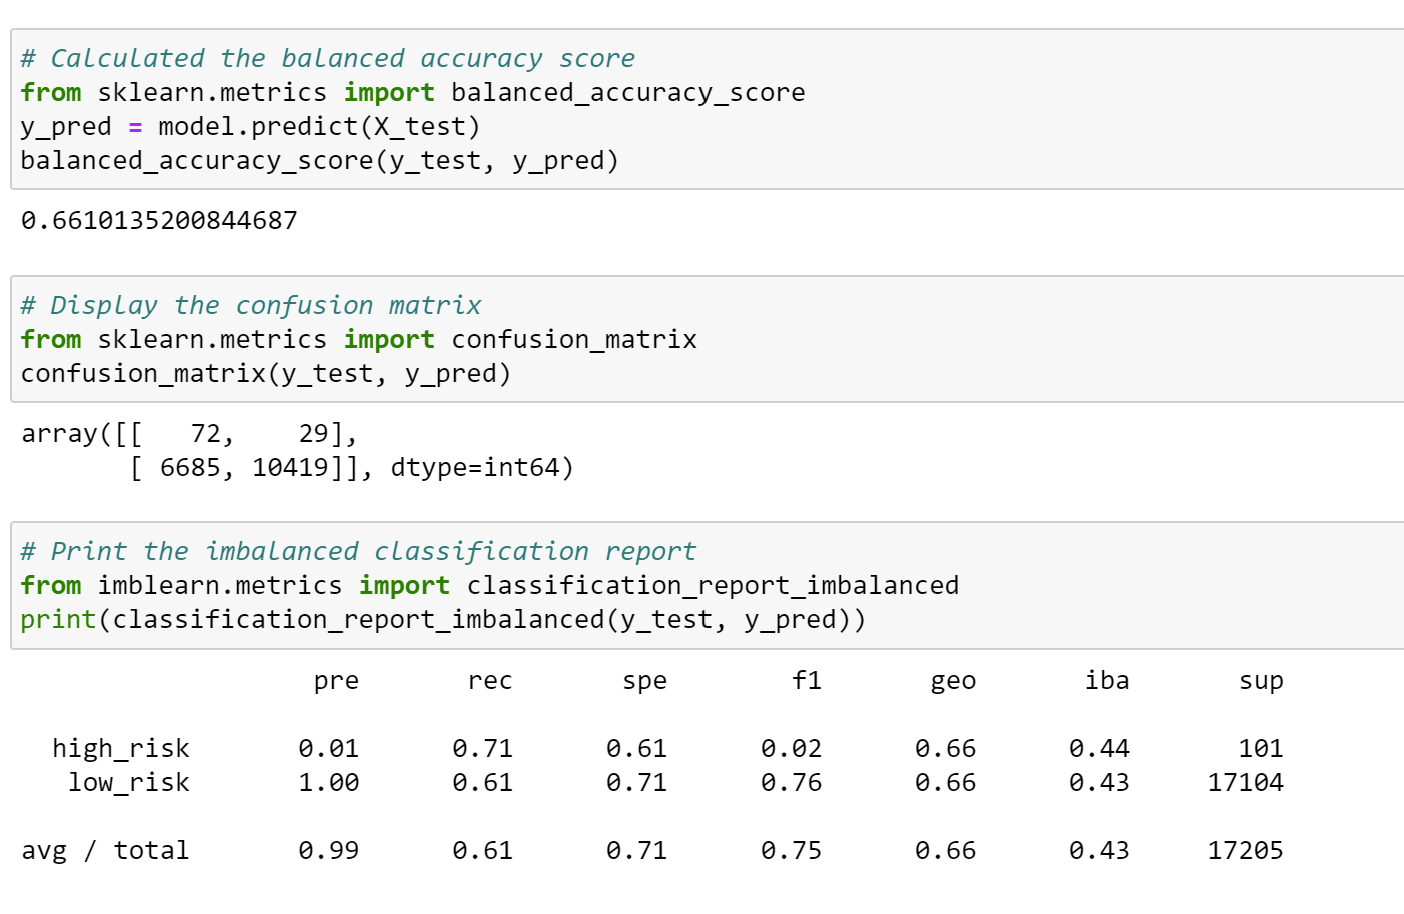 # Calculated the balanced accuracy score
from sklearn.metrics import balanced_accuracy_score
y_pred = model.predict(X_test)
balanced_accuracy_score(y_test, y_pred)
0.6610135200844687
# Display the confusion matrix
from sklearn.metrics import confusion_matrix
confusion_matrix(y_test, y_pred)
array([[   72,    29],
       [ 6685, 10419]], dtype=int64)
# Print the imbalanced classification report
from imblearn.metrics import classification_report_imbalanced
print(classification_report_imbalanced(y_test, y_pred))
                   pre       rec       spe        f1       geo       iba       sup
  high_risk       0.01      0.71      0.61      0.02      0.66      0.44       101
   low_risk       1.00      0.61      0.71      0.76      0.66      0.43     17104
avg / total       0.99      0.61      0.71      0.75      0.66      0.43     17205